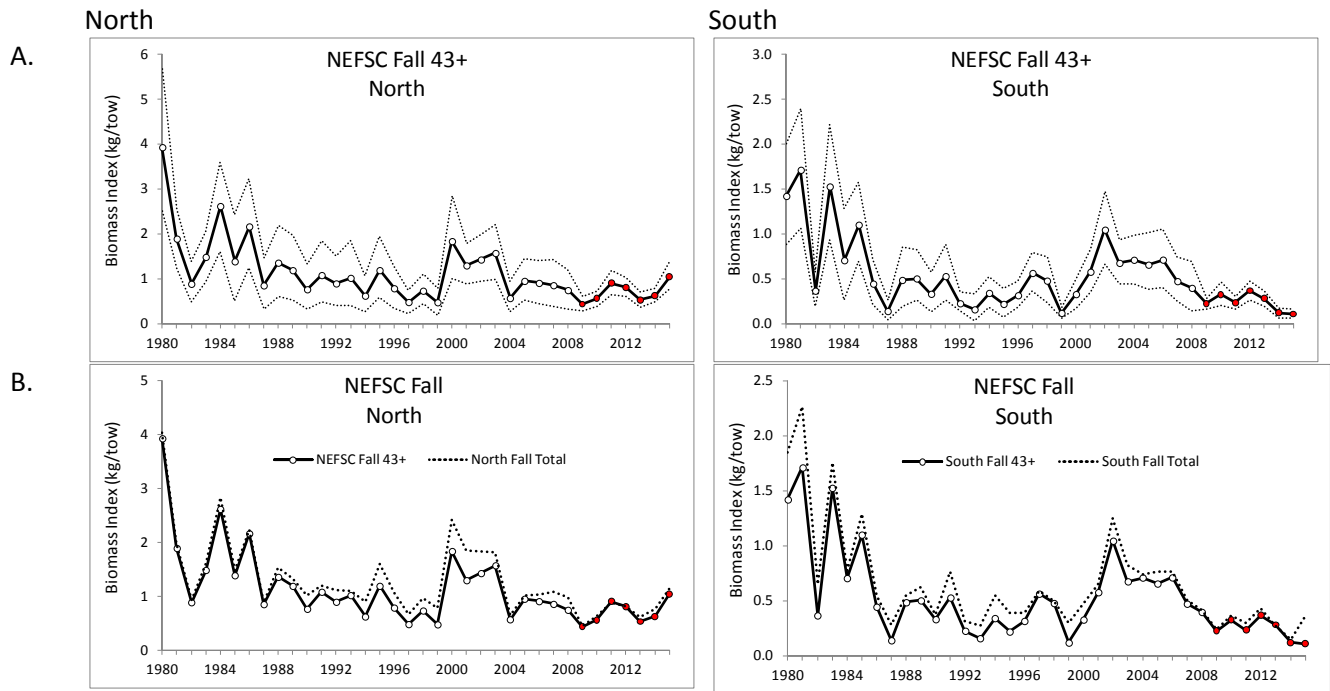 North
South
A.
NEFSC Fall 43+
North
Biomass Index (kg/tow)
6
5
4
3
2
1
0
1980 1984 1988 1992 1996 2000 2004 2008 2012
NEFSC Fall 43+
South
Biomass Index (kg/tow)
3.0
2.5
2.0
1.5
1.0
0.5
0.0
1980 1984 1988 1992 1996 2000 2004 2008 2012
B.
NEFSC Fall
North
NEFSC Fall 43+ North Fall Total
Biomass Index (kg/tow)
5
4
3
2
1
0
1980 1984 1988 1992 1996 2000 2004 2008 2012
NEFSC Fall
South
South Fall 43+ South Fall Total
Biomass Index (kg/tow)
2.5
2.0
1.5
1.0
0.5
0.0
1980 1984 1988 1992 1996 2000 2004 2008 2012